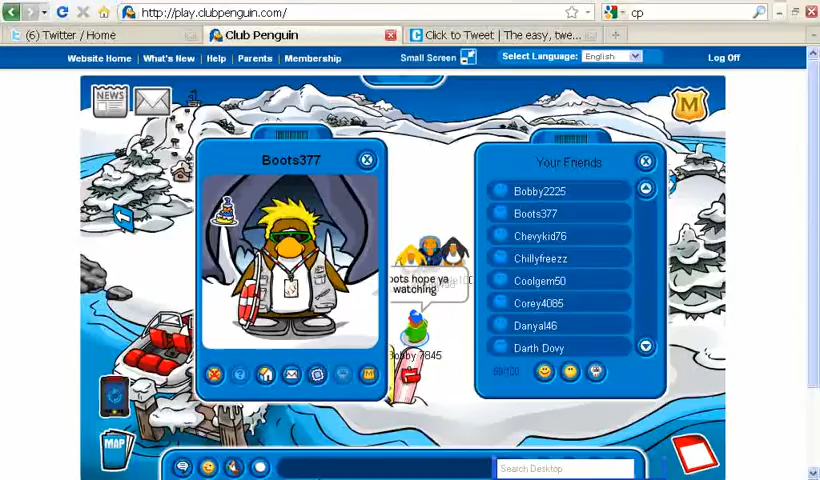 http://play.clubpenguin.com/
cp
(6) Twitter / Home
Club Penguin
Click to Tweet | The easy, twe...
Website Home | What's New | Help | Parents | Membership
Small Screen
Select Language:
English
Log Off
NEWS
M
Boots377
Your Friends
Bobby2225
Boots377
Chevykid76
Chillyfreezz
Coolgem50
Corey4085
Danyal46
Darth Dovy
oots hope ya
watching
Bobby 7845
/100
MAP
Search Desktop